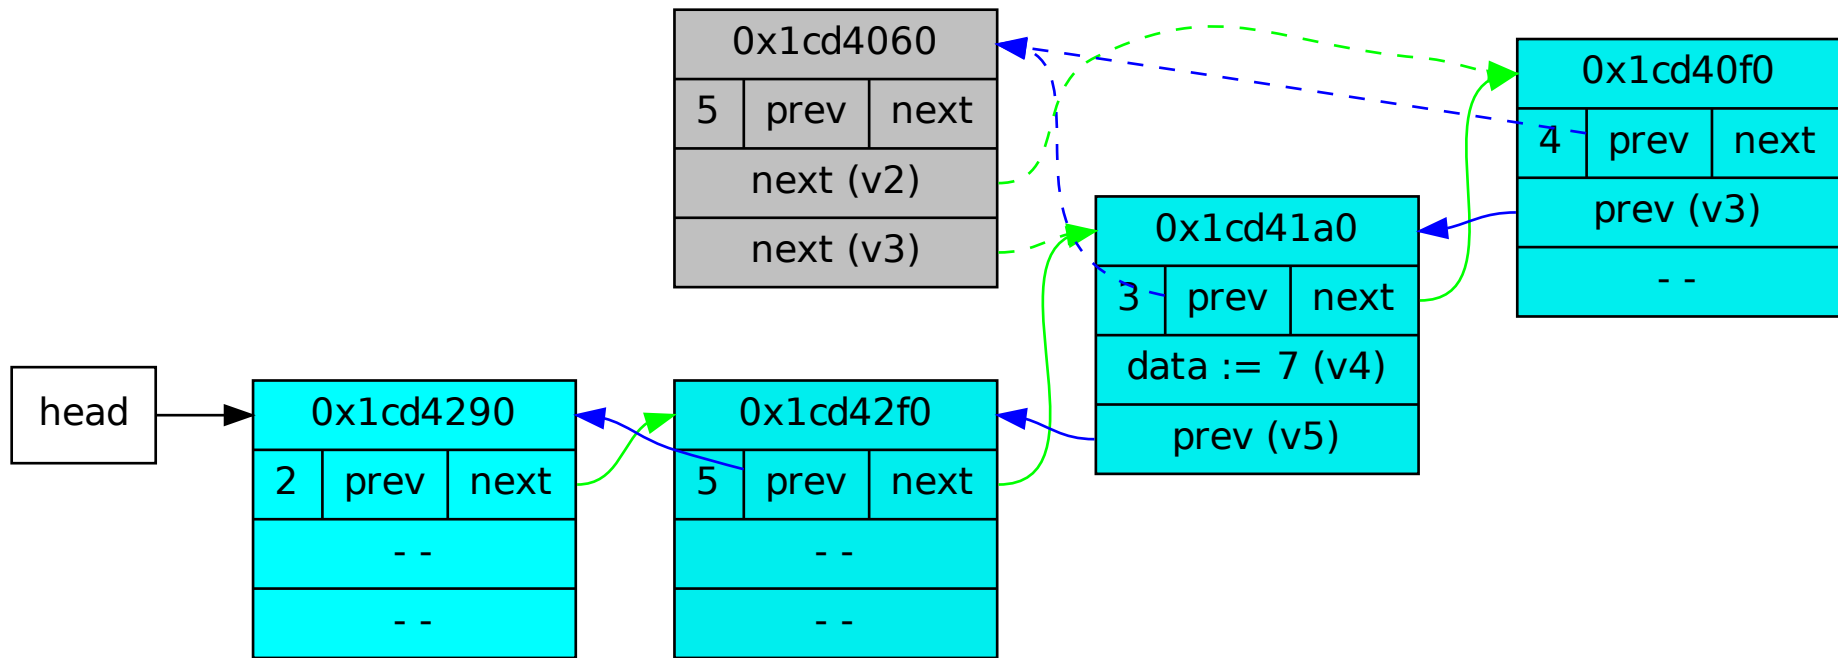 head
0x1cd4290
2 prev next
- -
- -
0x1cd4060
5 prev next
next (v2)
next (v3)
0x1cd42f0
5 prev next
- -
- -
0x1cd41a0
3 prev next
data := 7 (v4)
prev (v5)
0x1cd40f0
4 prev next
prev (v3)
- -